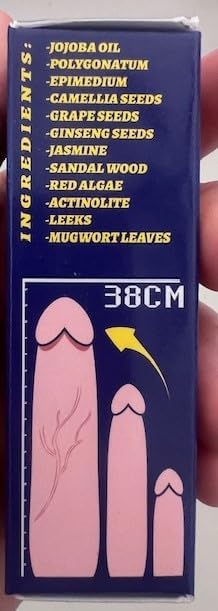 INGREDIENTS:
-JOJOBA OIL
-POLYGONATUM
-EPIMEDIUM
-CAMELLIA SEEDS
-GRAPE SEEDS
-GINSENG SEEDS
-JASMINE
-SANDAL WOOD
-RED ALGAE
-ACTINOLITE
-LEEKS
-MUGWORT LEAVES
38CM